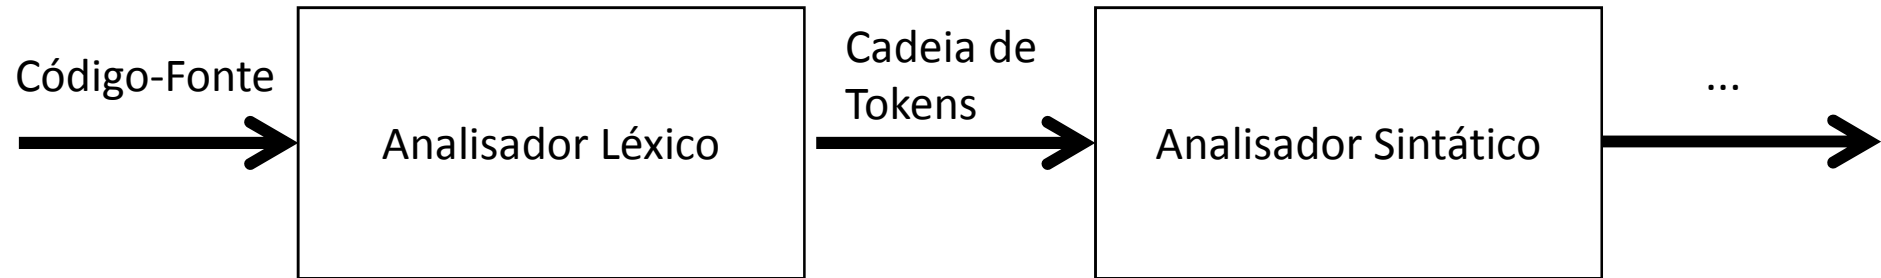 Código-Fonte
Analisador Léxico
Cadeia de
Tokens
Analisador Sintático
...